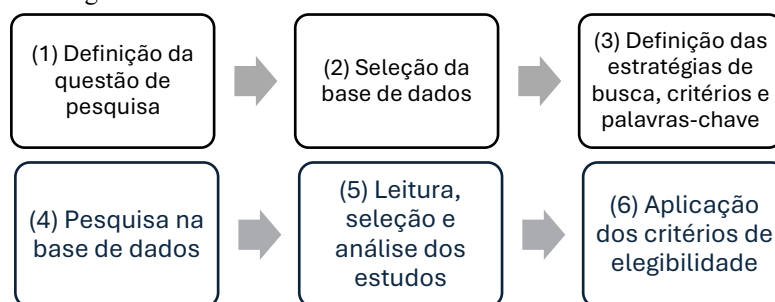 (1) Definição da
questão de
pesquisa
(2) Seleção da
base de dados
(3) Definição das
estratégias de
busca, critérios e
palavras-chave
(4) Pesquisa na
base de dados
(5) Leitura,
seleção e
análise dos
estudos
(6) Aplicação
dos critérios de
elegibilidade